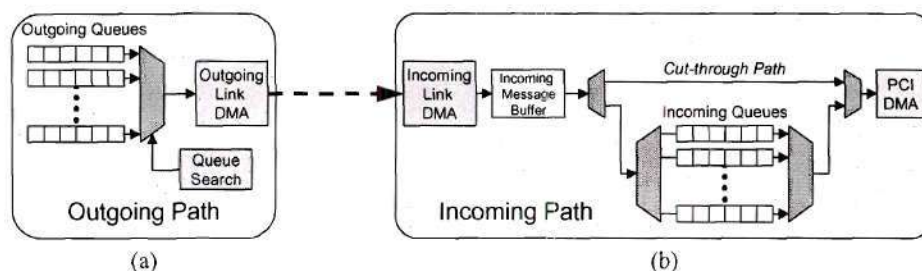 Outgoing Queues
Outgoing
Link
DMA
Queue
Search
Outgoing Path
(a)
Incoming
Link
DMA
Incoming
Message
Buffer
Cut-through Path
Incoming Queues
PCI
DMA
Incoming Path
(b)